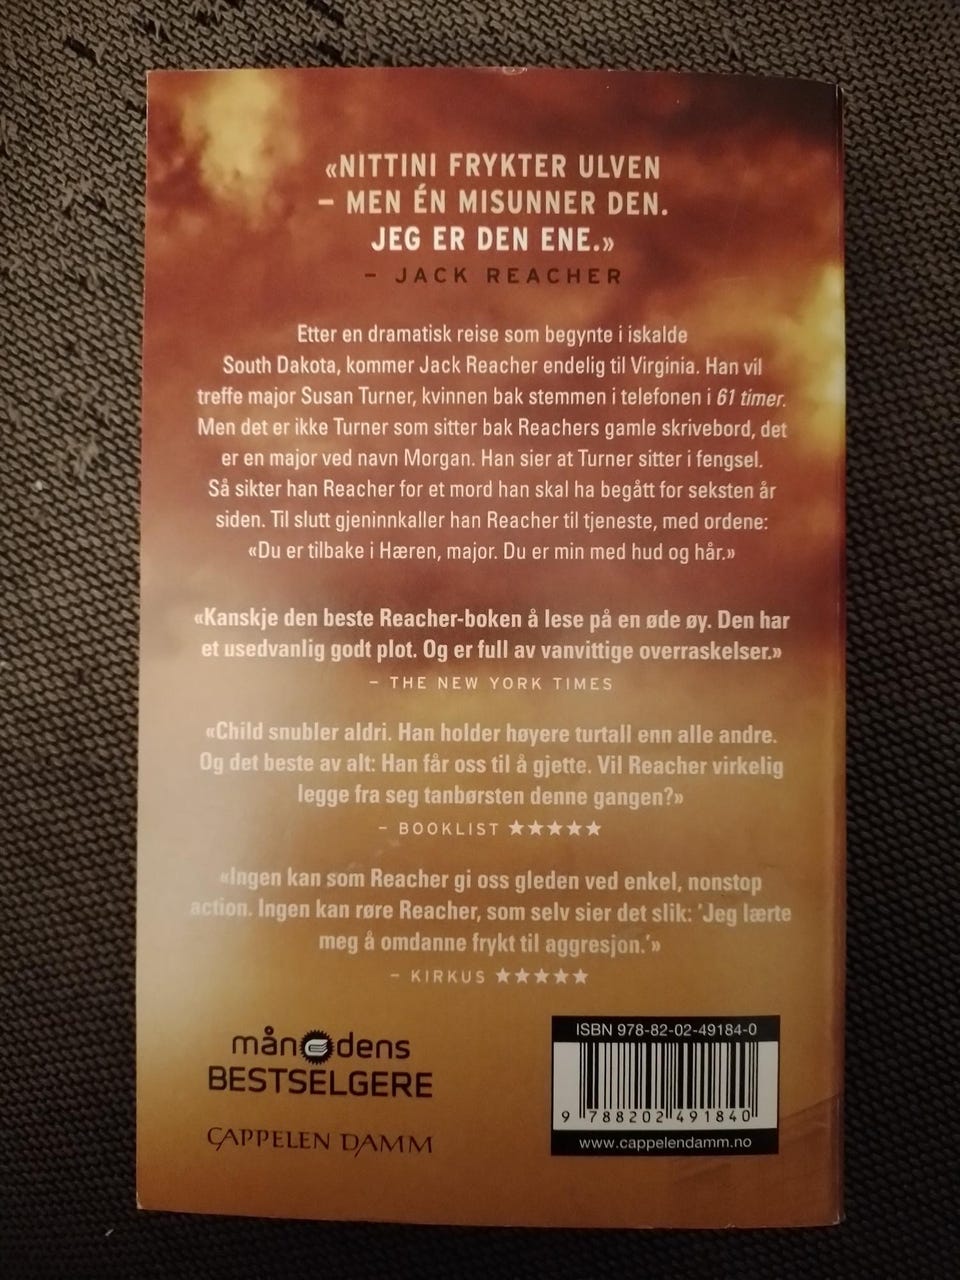 «NITTINI FRYKTER ULVEN
– MEN ÉN MISUNNER DEN.
JEG ER DEN ENE.»
– JACK REACHER
Etter en dramatisk reise som begynte i iskalde
South Dakota, kommer Jack Reacher endelig til Virginia. Han vil
treffe major Susan Turner, kvinnen bak stemmen i telefonen i 61 timer.
Men det er ikke Turner som sitter bak Reachers gamle skrivebord, det
er en major ved navn Morgan. Han sier at Turner sitter i fengsel.
Så sikter han Reacher for et mord han skal ha begått for seksten år
siden. Til slutt gjeninnkaller han Reacher til tjeneste, med ordene:
«Du er tilbake i Hæren, major. Du er min med hud og hår.»
«Kanskje den beste Reacher-boken å lese på en øde øy. Den har
et usedvanlig godt plot. Og er full av vanvittige overraskelser.»
– THE NEW YORK TIMES
«Child snubler aldri. Han holder høyere turtall enn alle andre.
Og det beste av alt: Han får oss til å gjette. Vil Reacher virkelig
legge fra seg tanbørsten denne gangen?»
– BOOKLIST ★★★★★
«Ingen kan som Reacher gi oss gleden ved enkel, nonstop
action. Ingen kan røre Reacher, som selv sier det slik: 'Jeg lærte
meg å omdanne frykt til aggresjon.'»
– KIRKUS ★★★★★
månedens
BESTSELGERE
CAPPELEN DAMM
ISBN 978-82-02-49184-0
9 788202 491840
www.cappelendamm.no